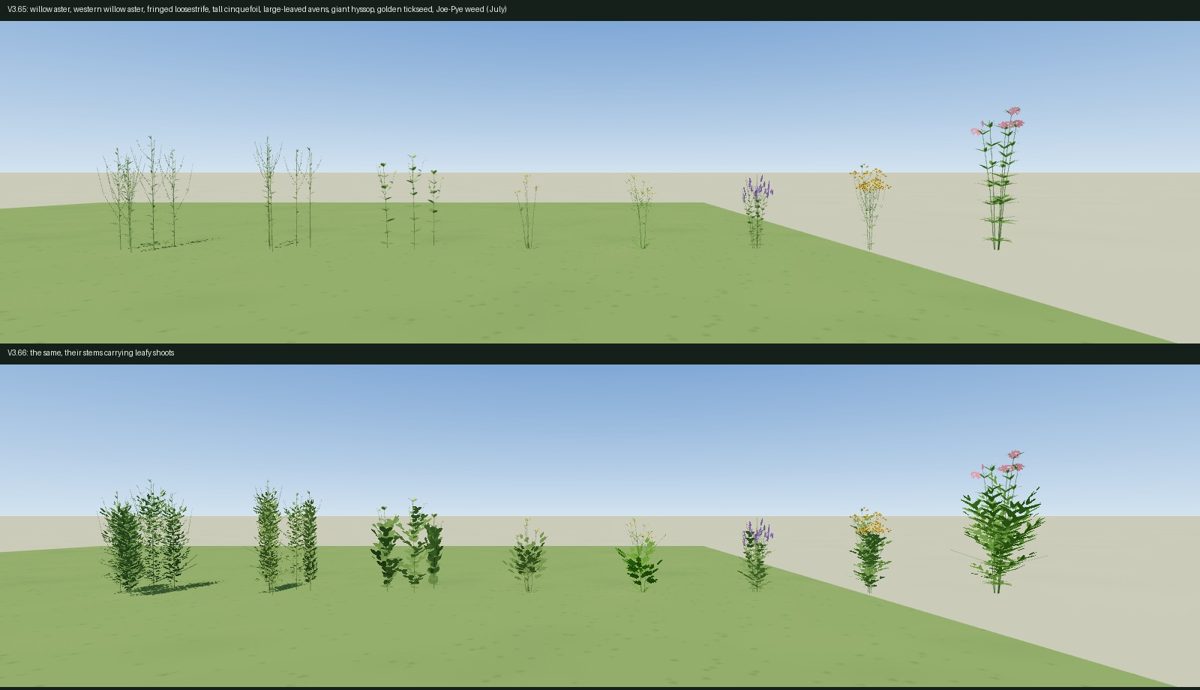 V3.65: willow aster, western willow aster, fringed loosestrife, tall cinquefoil, large-leaved avens, giant hyssop, golden tickseed, Joe-Pye weed (July)
V3.66: the same, their stems carrying leafy shoots